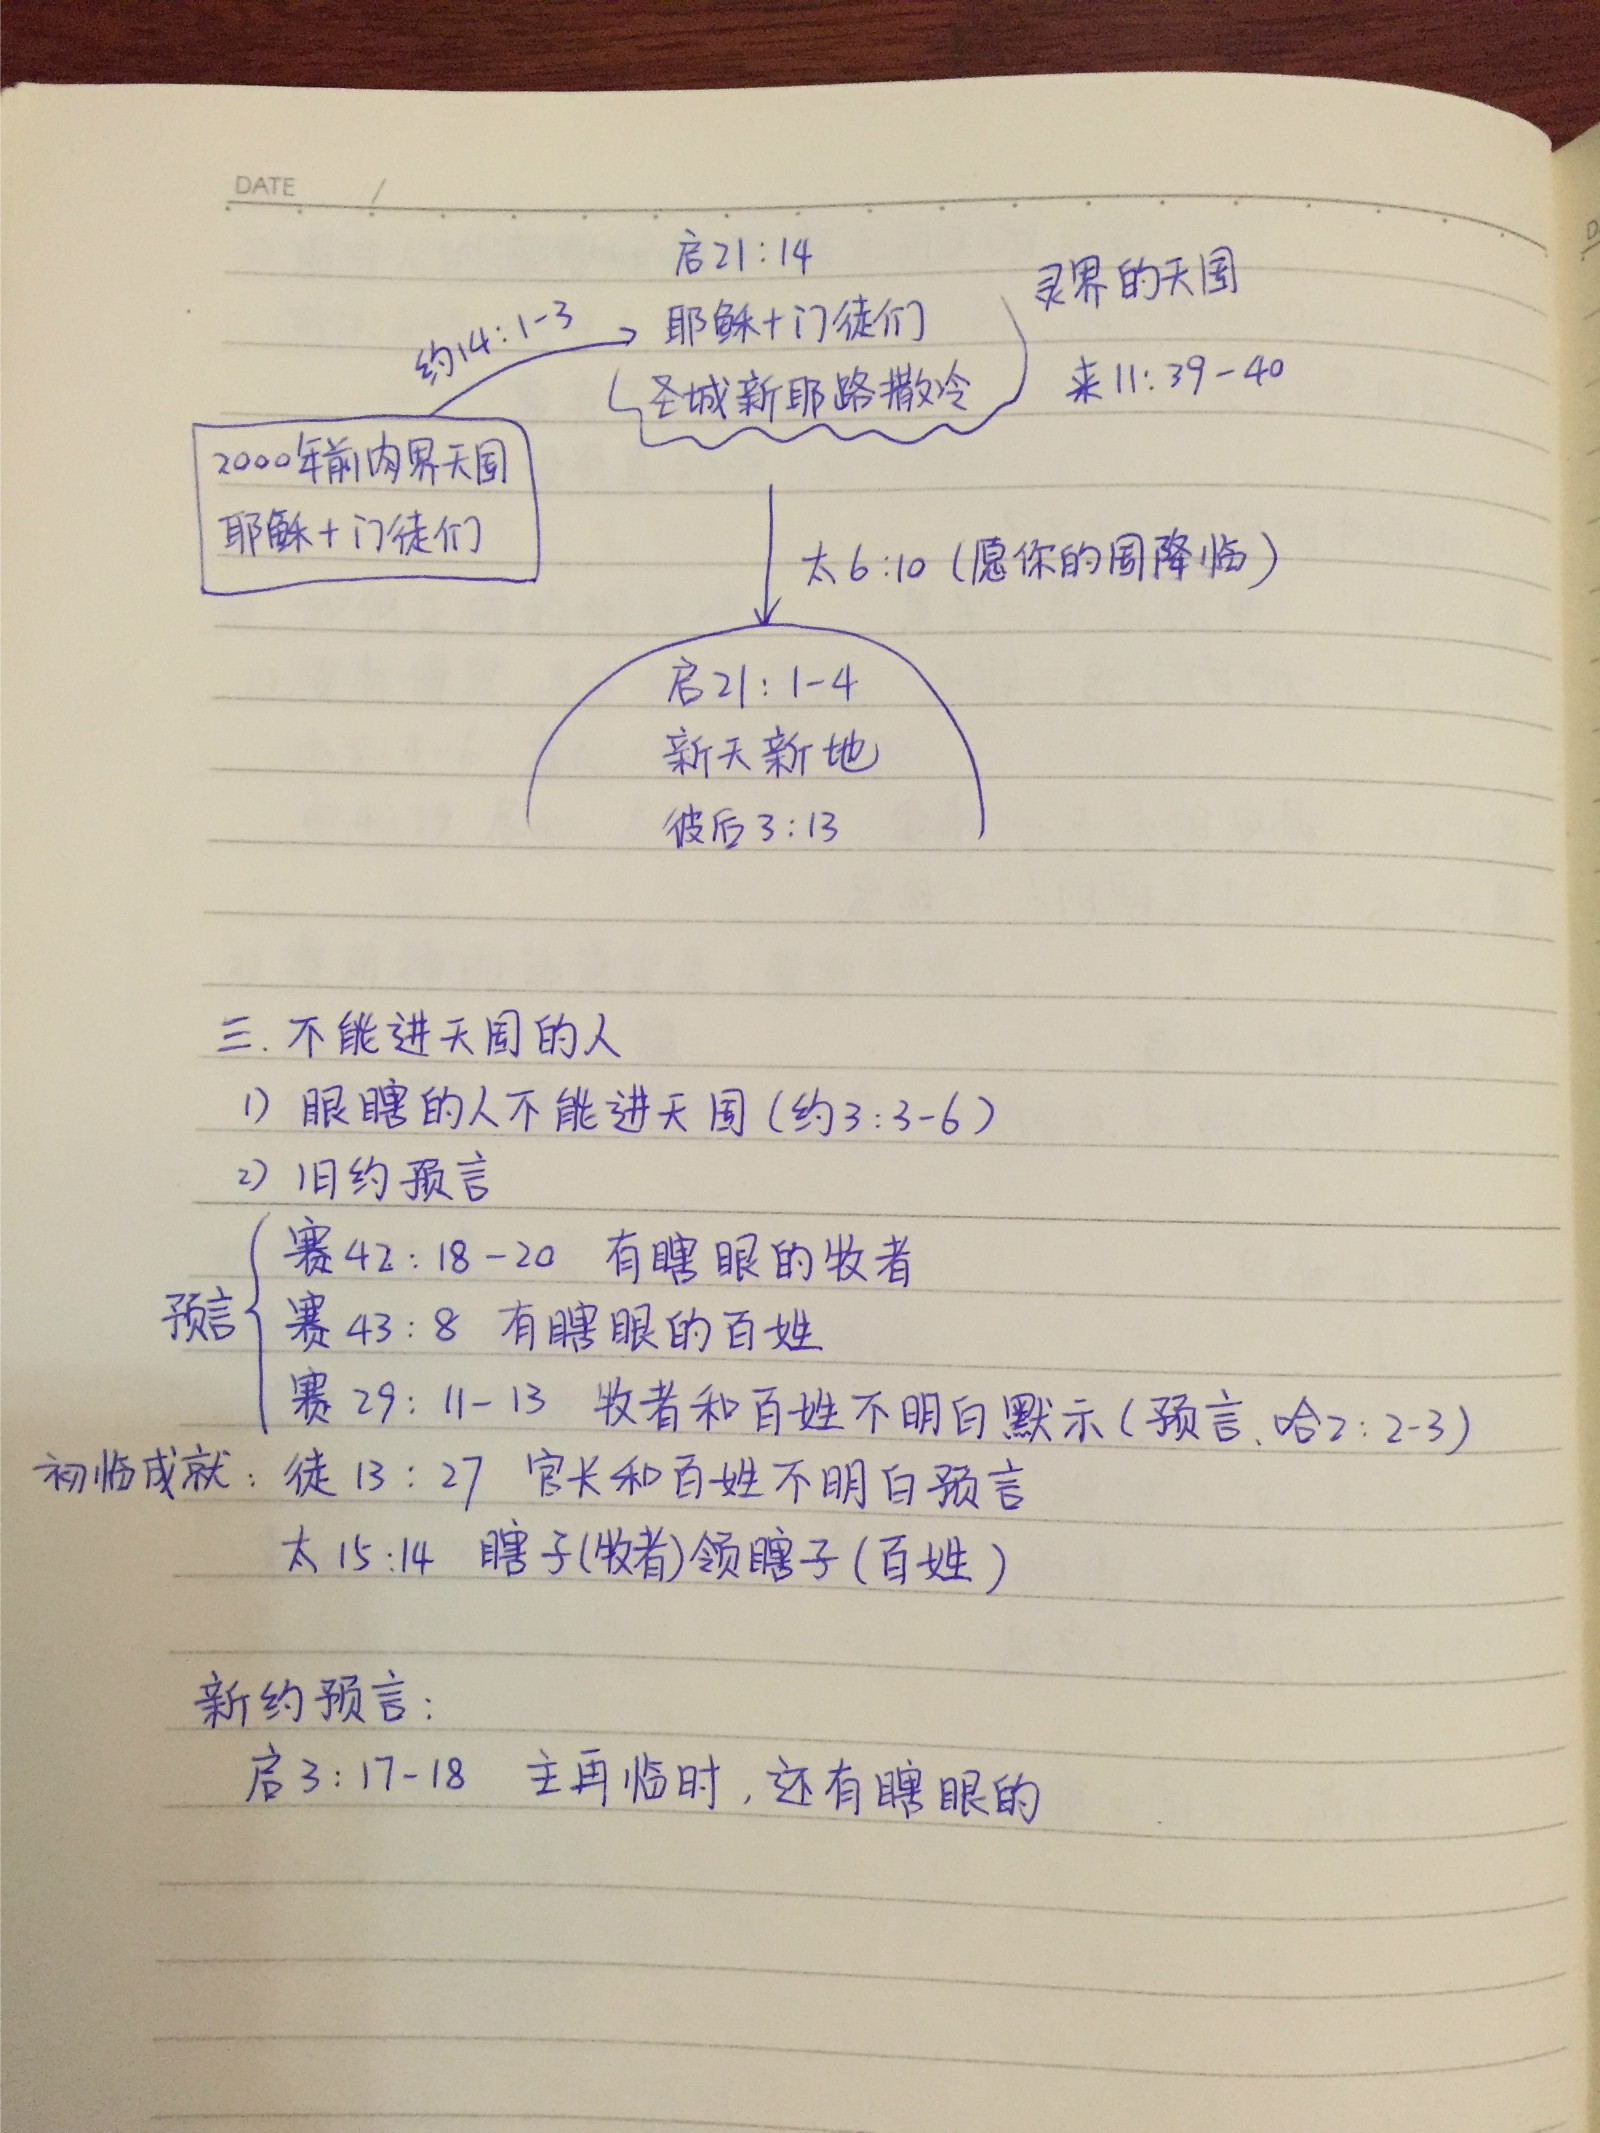 DATE /
启21:14
灵界的天国
约14:1-3
耶稣+门徒们
圣城新耶路撒冷
来11:39-40
2000年前肉界天国
耶稣+门徒们
太6:10(愿你的国降临)
启21:1-4
新天新地
彼后3:13
三.不能进天国的人
1) 眼瞎的人不能进天国(约3:3-6)
2) 旧约预言
赛42:18-20 有瞎眼的牧者
预言
赛43:8 有瞎眼的百姓
赛29:11-13 牧者和百姓不明白默示(预言、哈2:2-3)
初临成就: 徒13:27 官长和百姓不明白预言
太15:14 瞎子(牧者)领瞎子(百姓)
新约预言:
启3:17-18 主再临时,还有瞎眼的